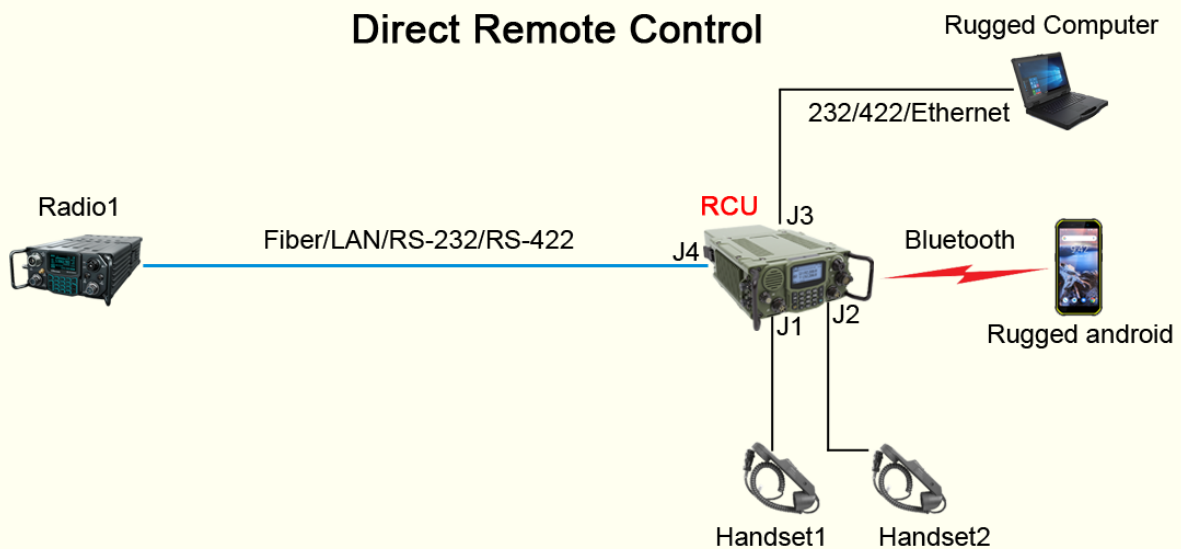 Direct Remote Control
Rugged Computer
232/422/Ethernet
Radio1
RCU
J3
Fiber/LAN/RS-232/RS-422
J4
Bluetooth
J1
J2
Rugged android
Handset1
Handset2